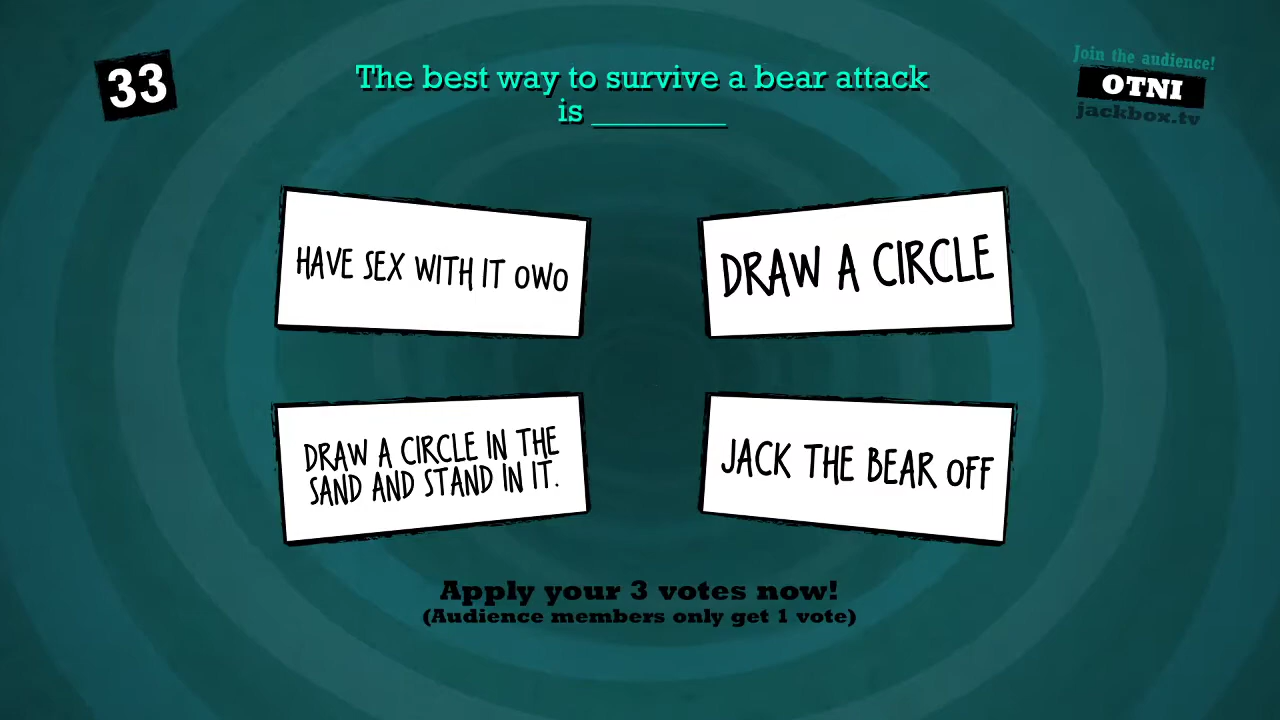 33
The best way to survive a bear attack
is _________
Join the audience!
OTNI
jackbox.tv
HAVE SEX WITH IT OWO
DRAW A CIRCLE
DRAW A CIRCLE IN THE
SAND AND STAND IN IT.
JACK THE BEAR OFF
Apply your 3 votes now!
(Audience members only get 1 vote)